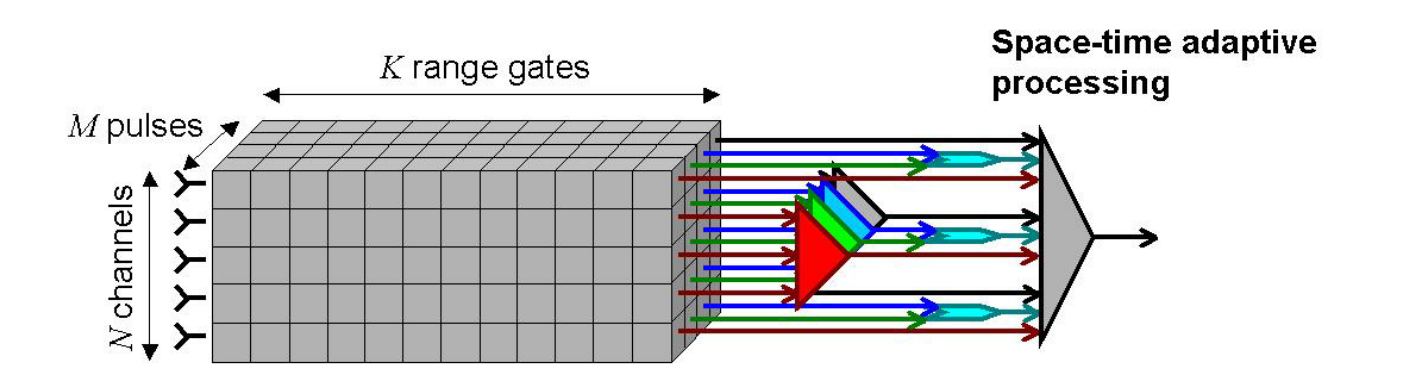 Space-time adaptive
processing
K range gates
M pulses
N channels